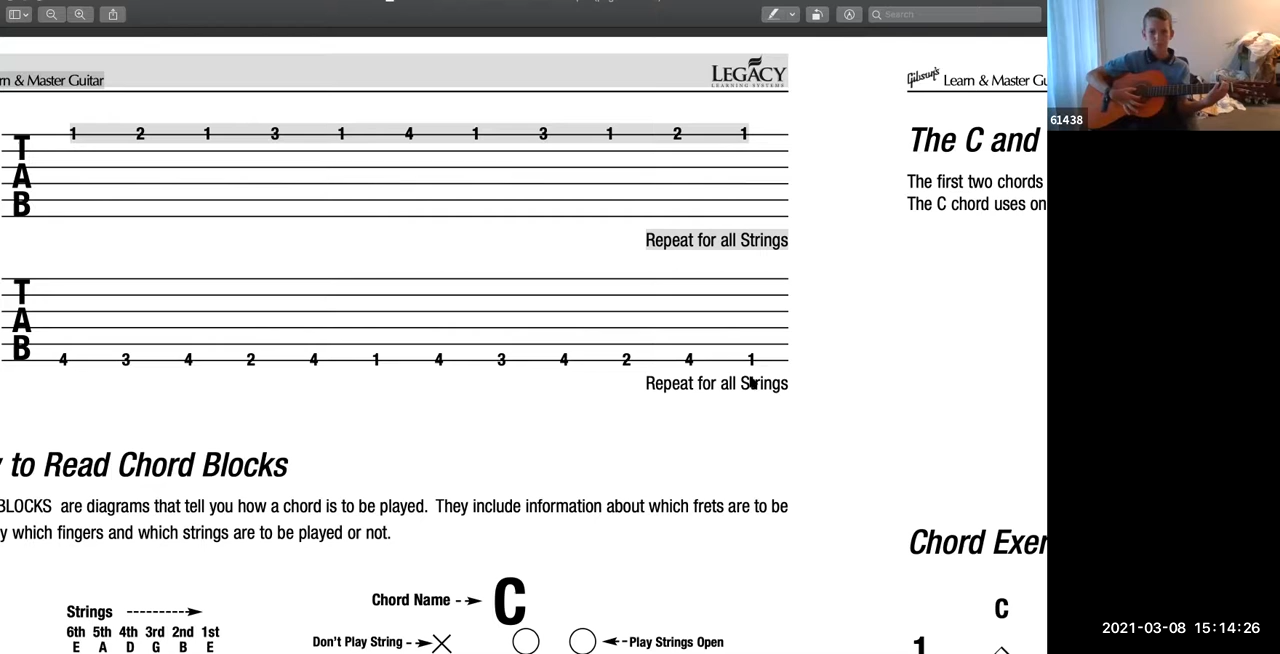 Search
rn & Master Guitar
LEGACY
LEARNING SYSTEMS
Gibson's Learn & Master Gu
61438
T
A
B
1 2 1 3 1 4 1 3 1 2 1
Repeat for all Strings
T
A
B
4 3 4 2 4 1 4 3 4 2 4 1
Repeat for all Strings
y to Read Chord Blocks
BLOCKS are diagrams that tell you how a chord is to be played. They include information about which frets are to be
y which fingers and which strings are to be played or not.
Strings
6th 5th 4th 3rd 2nd 1st
E A D G B E
Chord Name
C
Don't Play String
Play Strings Open
The C and
The first two chords
The C chord uses on
Chord Exer
C
1
2021-03-08 15:14:26